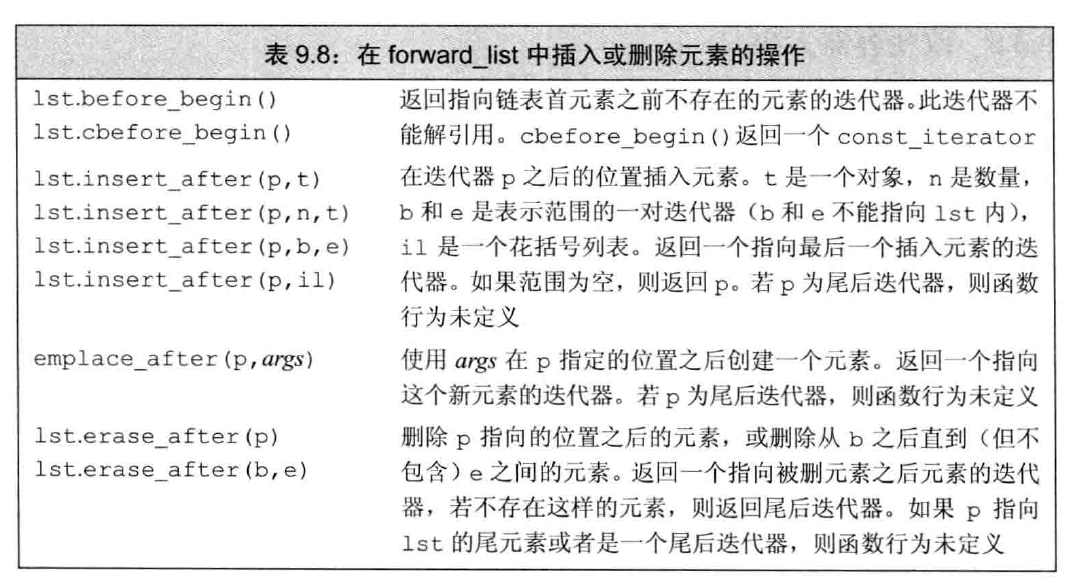 表 9.8：在 forward_list 中插入或删除元素的操作
lst.before_begin() 返回指向链表首元素之前不存在的元素的迭代器。此迭代器不
lst.cbefore_begin() 能解引用。cbefore_begin()返回一个 const_iterator
lst.insert_after(p,t) 在迭代器 p 之后的位置插入元素。t 是一个对象，n 是数量，
lst.insert_after(p,n,t) b 和 e 是表示范围的一对迭代器（b 和 e 不能指向 lst 内），
lst.insert_after(p,b,e) il 是一个花括号列表。返回一个指向最后一个插入元素的迭
lst.insert_after(p,il) 代器。如果范围为空，则返回 p。若 p 为尾后迭代器，则函数
行为未定义
emplace_after(p,args) 使用 args 在 p 指定的位置之后创建一个元素。返回一个指向
这个新元素的迭代器。若 p 为尾后迭代器，则函数行为未定义
lst.erase_after(p) 删除 p 指向的位置之后的元素，或删除从 b 之后直到（但不
lst.erase_after(b,e) 包含）e 之间的元素。返回一个指向被删元素之后元素的迭代
器，若不存在这样的元素，则返回尾后迭代器。如果 p 指向
lst 的尾元素或者是一个尾后迭代器，则函数行为未定义